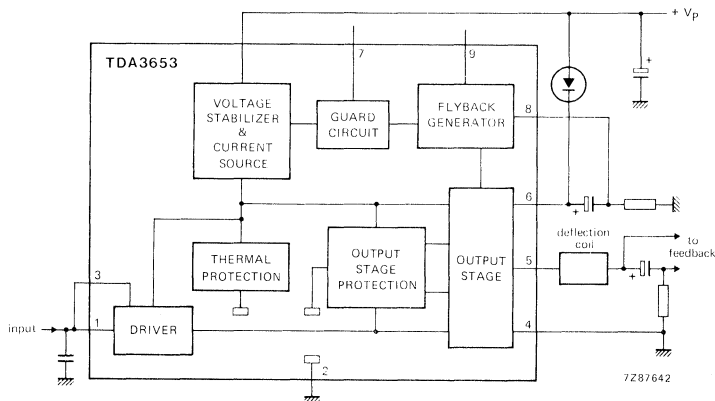 + Vp
7
9
TDA3653
+
VOLTAGE
STABILIZER
&
CURRENT
SOURCE
GUARD
CIRCUIT
FLYBACK
GENERATOR
8
6
+
deflection
coil
to
feedback
THERMAL
PROTECTION
OUTPUT
STAGE
PROTECTION
OUTPUT
STAGE
5
+
3
input
1
DRIVER
4
2
7Z87642